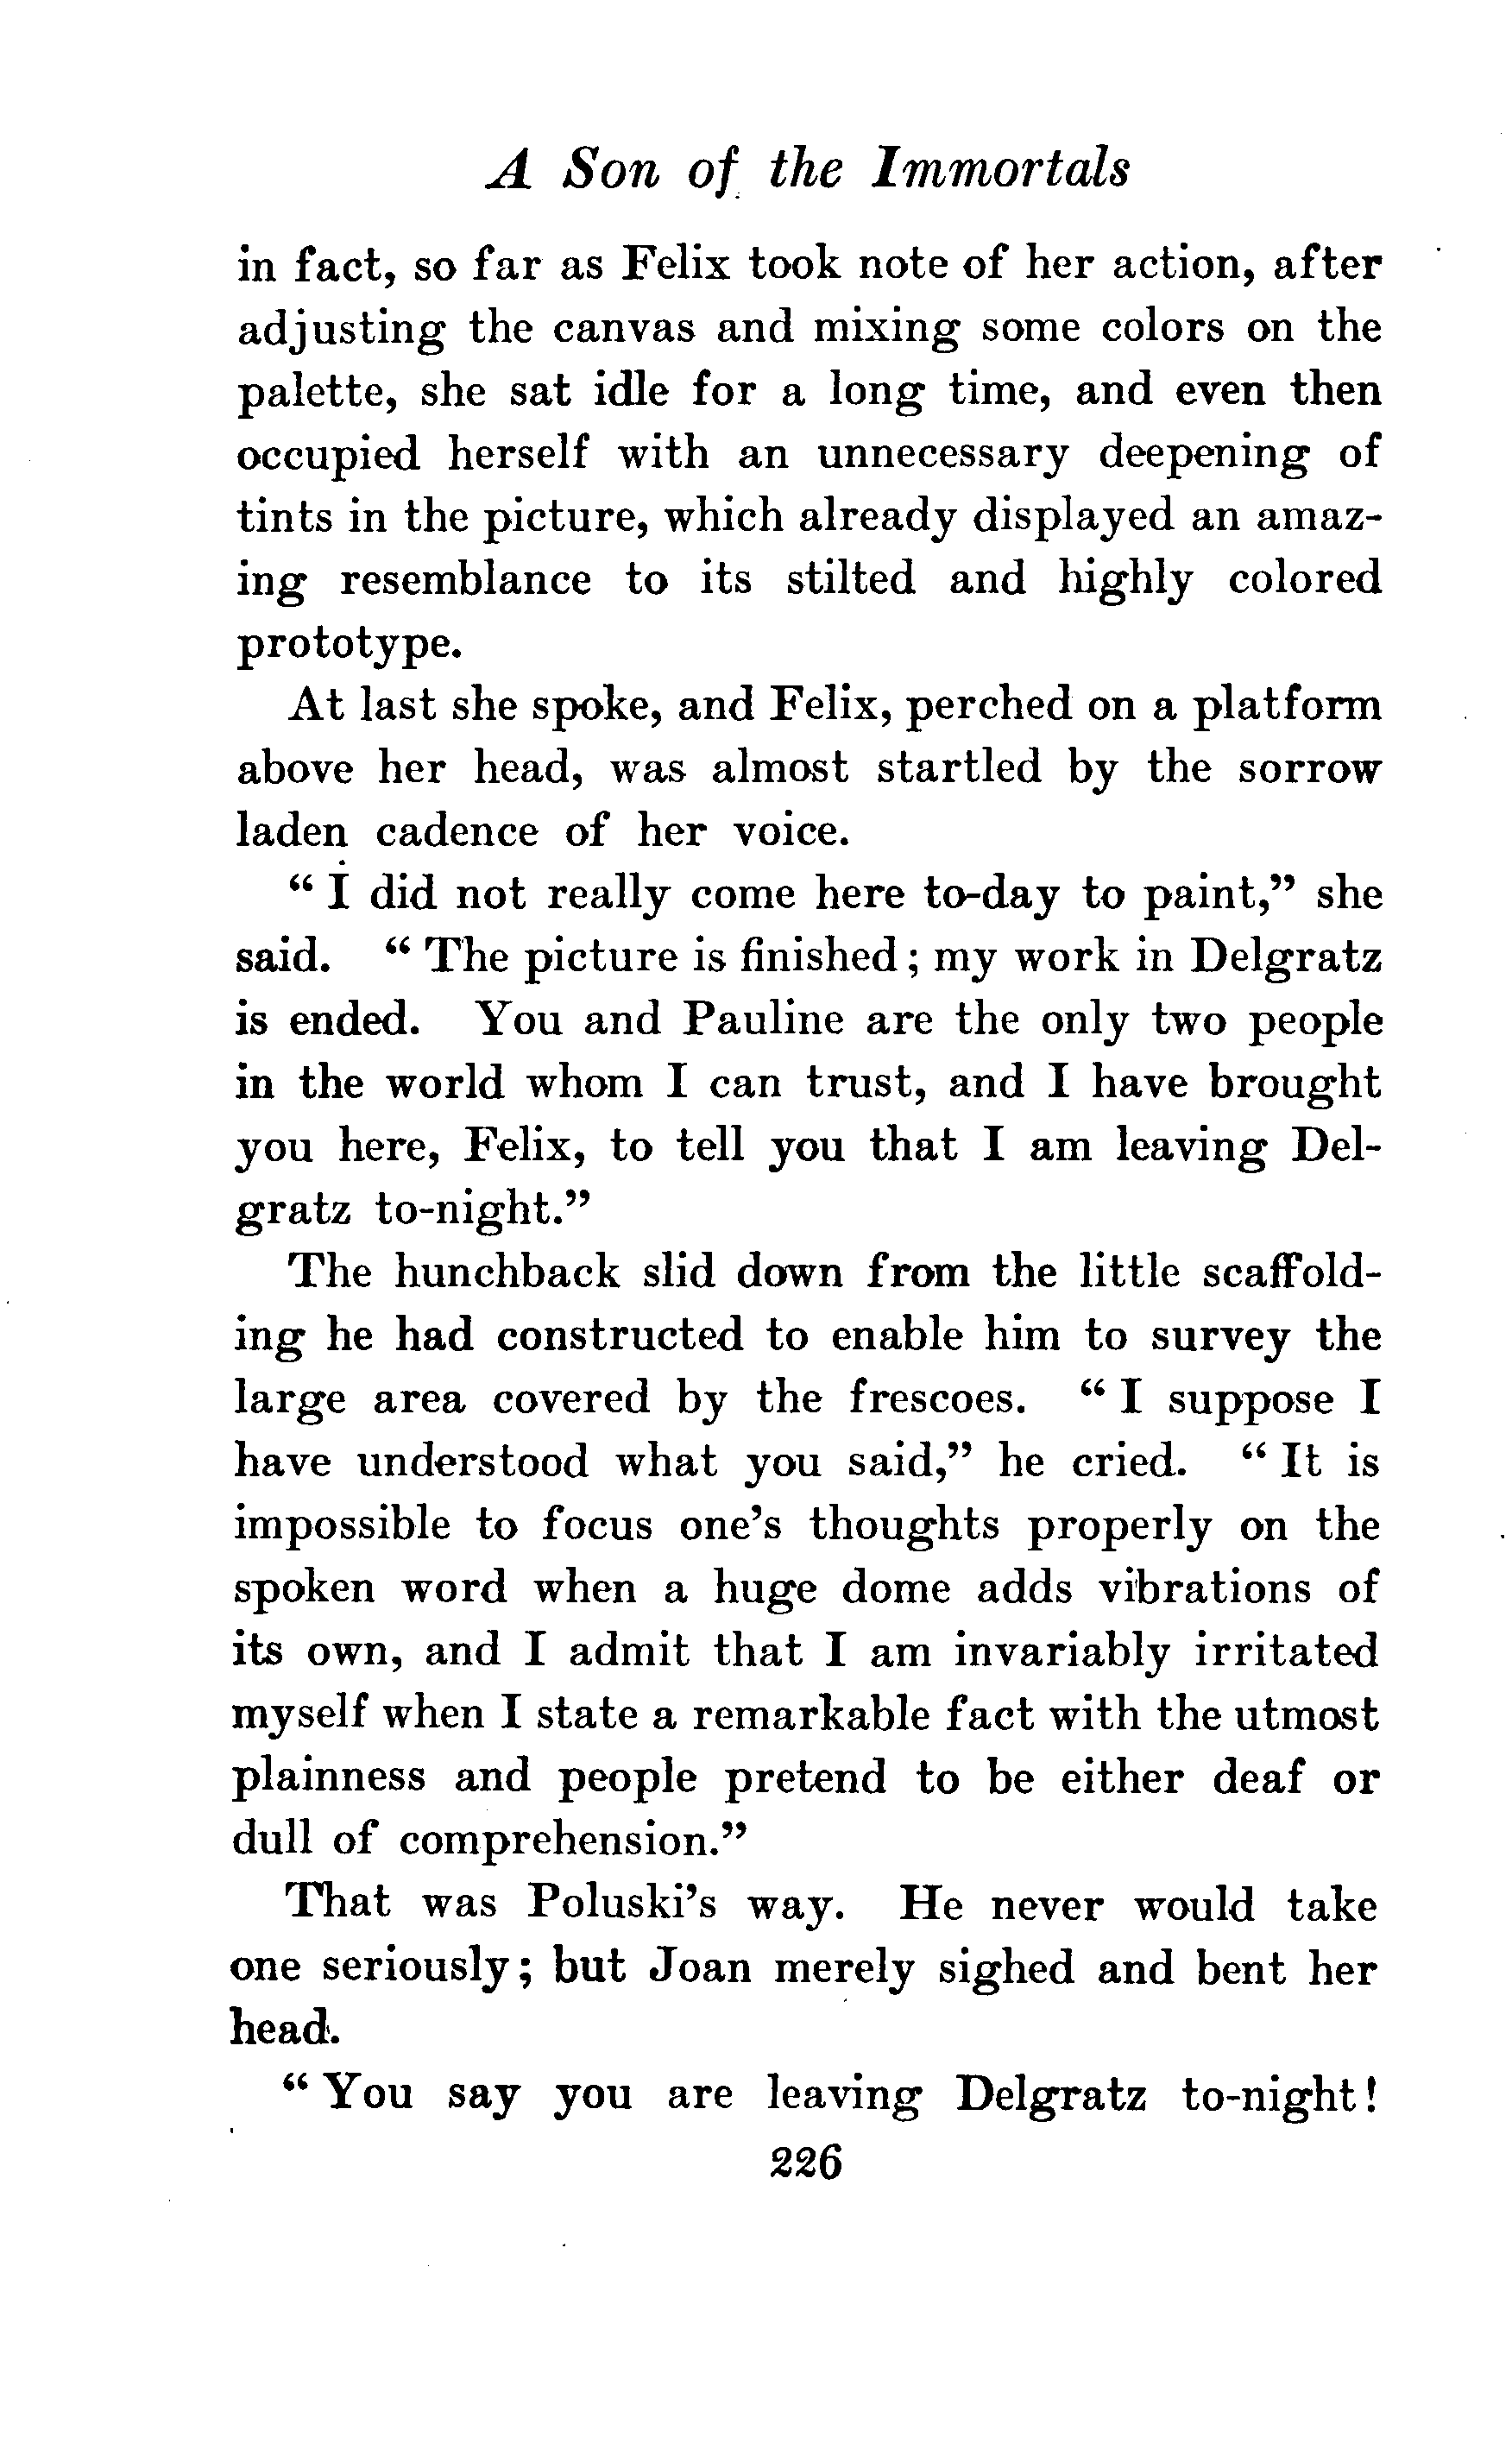 A Son of the Immortals
in fact, so far as Felix took note of her action, after
adjusting the canvas and mixing some colors on the
palette, she sat idle for a long time, and even then
occupied herself with an unnecessary deepening of
tints in the picture, which already displayed an amaz-
ing resemblance to its stilted and highly colored
prototype.
At last she spoke, and Felix, perched on a platform
above her head, was almost startled by the sorrow
laden cadence of her voice.
“ I did not really come here to-day to paint,” she
said. “ The picture is finished; my work in Delgratz
is ended. You and Pauline are the only two people
in the world whom I can trust, and I have brought
you here, Felix, to tell you that I am leaving Del-
gratz to-night.”
The hunchback slid down from the little scaffold-
ing he had constructed to enable him to survey the
large area covered by the frescoes. “ I suppose I
have understood what you said,” he cried. “ It is
impossible to focus one’s thoughts properly on the
spoken word when a huge dome adds vibrations of
its own, and I admit that I am invariably irritated
myself when I state a remarkable fact with the utmost
plainness and people pretend to be either deaf or
dull of comprehension.”
That was Poluski’s way. He never would take
one seriously; but Joan merely sighed and bent her
head.
“ You say you are leaving Delgratz to-night!
226